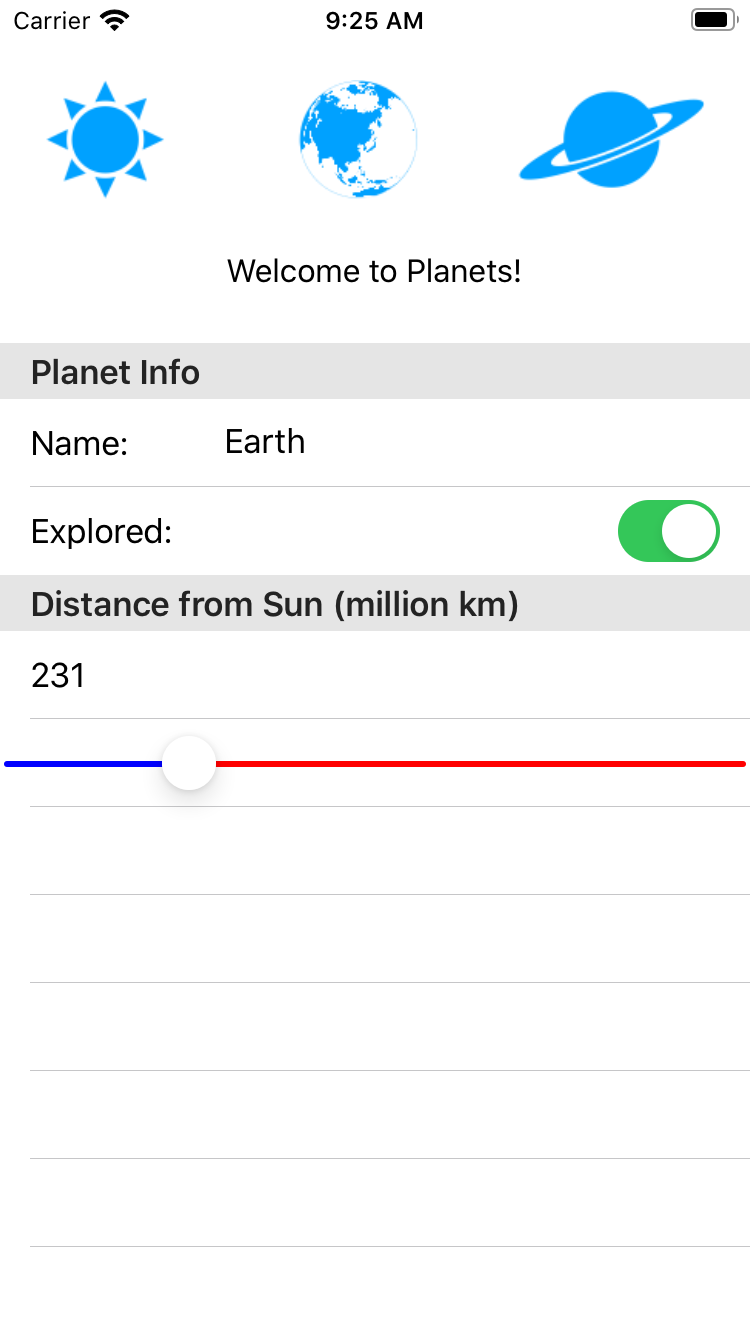 Carrier 9:25 AM
Welcome to Planets!
Planet Info
Name: Earth
Explored:
Distance from Sun (million km)
231